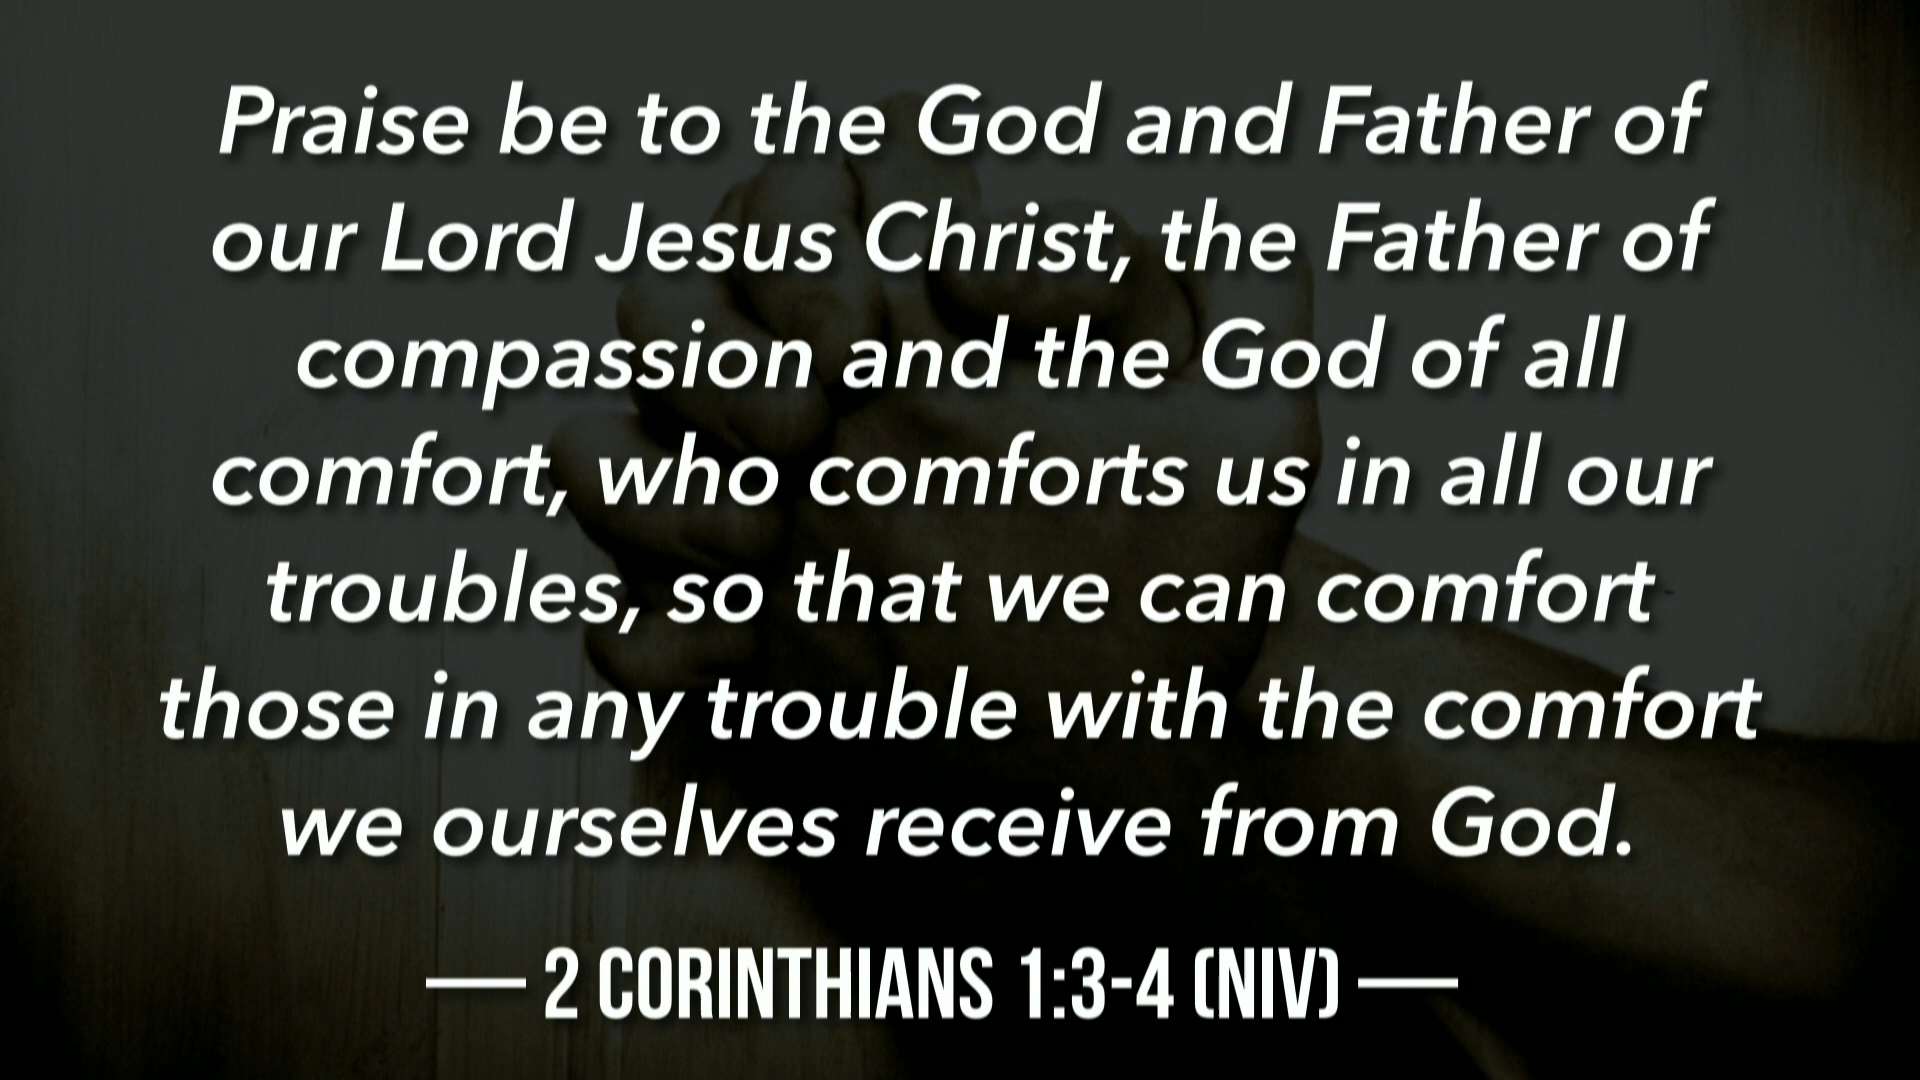 Praise be to the God and Father of
our Lord Jesus Christ, the Father of
compassion and the God of all
comfort, who comforts us in all our
troubles, so that we can comfort
those in any trouble with the comfort
we ourselves receive from God.
— 2 CORINTHIANS 1:3-4 (NIV) —